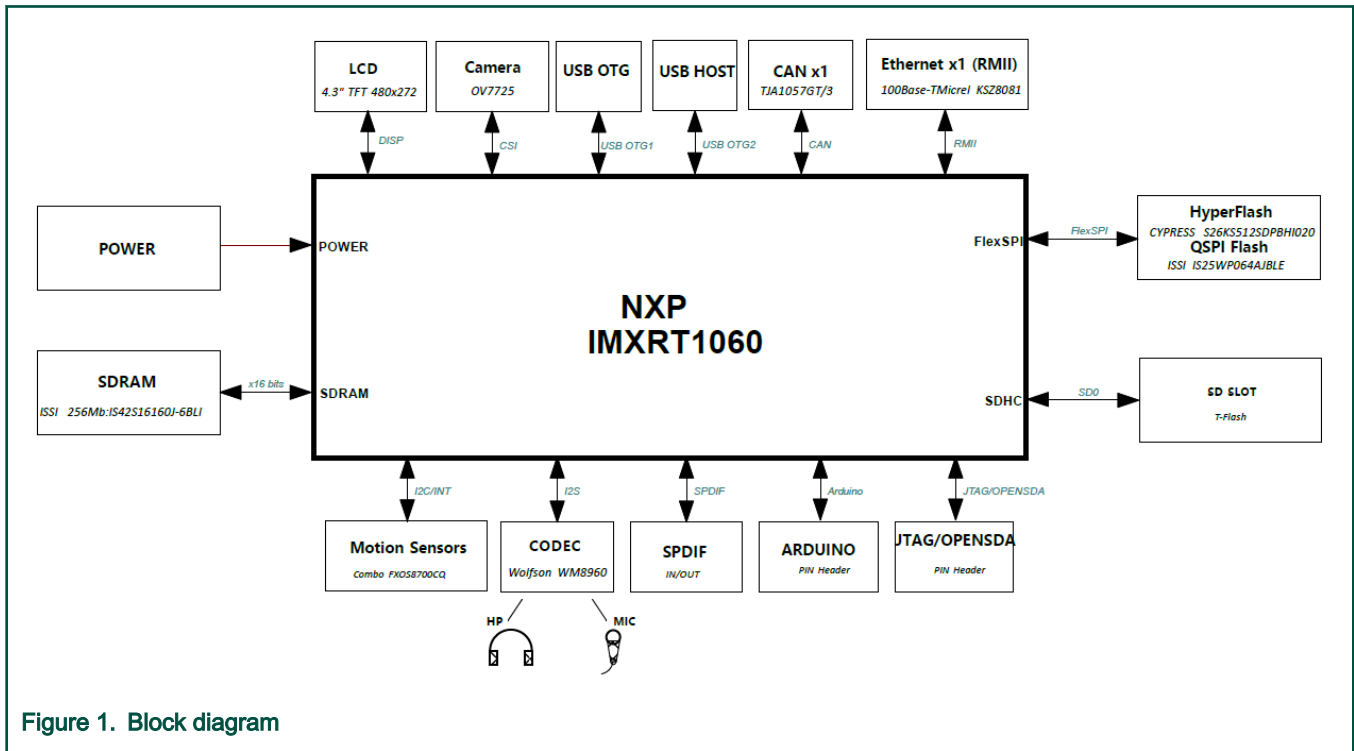 LCD
4.3" TFT 480x272
Camera
OV7725
USB OTG
USB HOST
CAN x1
TJA1057GT/3
Ethernet x1 (RMII)
100Base-TMicrel KSZ8081
DISP
CSI
USB OTG1
USB OTG2
CAN
RMII
POWER
POWER
FlexSPI
FlexSPI
HyperFlash
CYPRESS S26KS512SDPBHI020
QSPI Flash
ISSI IS25WP064AJBLE
NXP
IMXRT1060
SDRAM
ISSI 256Mb:IS42S16160J-6BLI
x16 bits
SDRAM
SDHC
SD0
SD SLOT
T-Flash
I2C/INT
I2S
SPDIF
Arduino
JTAG/OPENSDA
Motion Sensors
Combo FXOS8700CQ
CODEC
Wolfson WM8960
SPDIF
IN/OUT
ARDUINO
PIN Header
JTAG/OPENSDA
PIN Header
HP
MIC
Figure 1. Block diagram